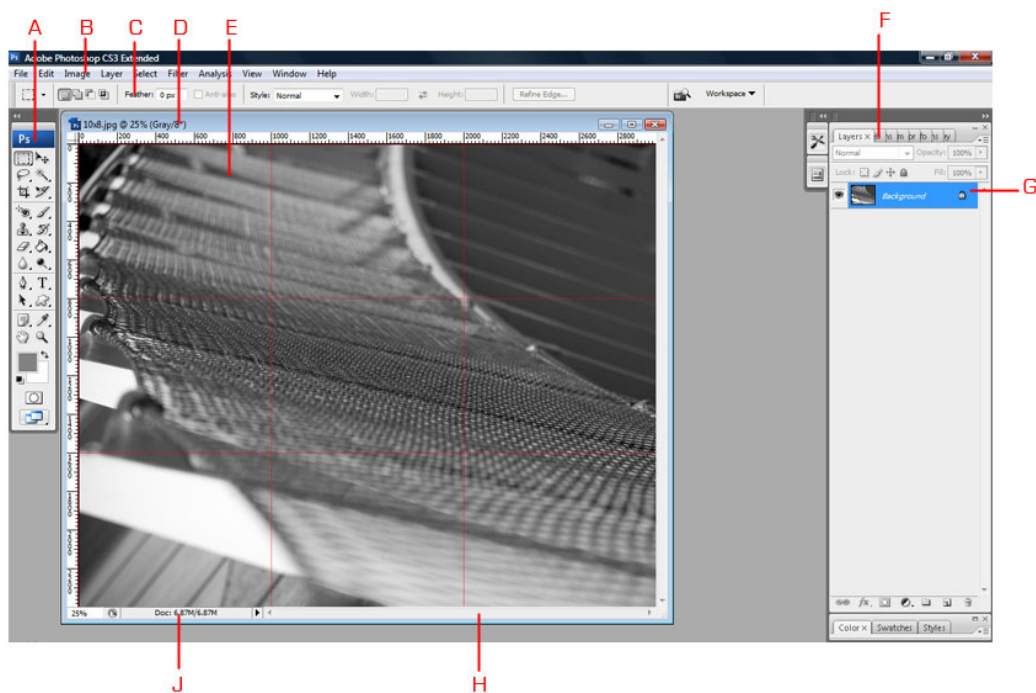 A B C D E F
Ps Adobe Photoshop CS3 Extended
File Edit Image Layer Select Filter Analysis View Window Help
Feather: 0 px Anti-alias Style: Normal Width: Height: Refine Edge... Workspace
Ps 10x8.jpg @ 25% (Gray/8*)
0 200 400 600 800 1000 1200 1400 1600 1800 2000 2200 2400 2600 2800
Layers x
Normal Opacity: 100%
Lock: Fill: 100%
Background
G
T
25% Doc: 6.87M/6.87M
Color x Swatches Styles
J H